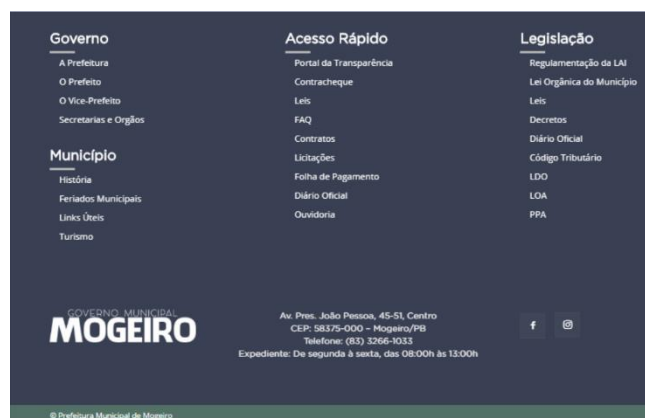 Governo
A Prefeitura
O Prefeito
O Vice-Prefeito
Secretarias e Orgãos
Município
História
Feriados Municipais
Links Úteis
Turismo
Acesso Rápido
Portal da Transparência
Contracheque
Leis
FAQ
Contratos
Licitações
Folha de Pagamento
Diário Oficial
Ouvidoria
Legislação
Regulamentação da LAI
Lei Orgânica do Município
Leis
Decretos
Diário Oficial
Código Tributário
LDO
LOA
PPA
GOVERNO MUNICIPAL
MOGEIRO
Av. Pres. João Pessoa, 45-51, Centro
CEP: 58375-000 – Mogeiro/PB
Telefone: (83) 3266-1033
Expediente: De segunda à sexta, das 08:00h às 13:00h
© Prefeitura Municipal de Mogeiro